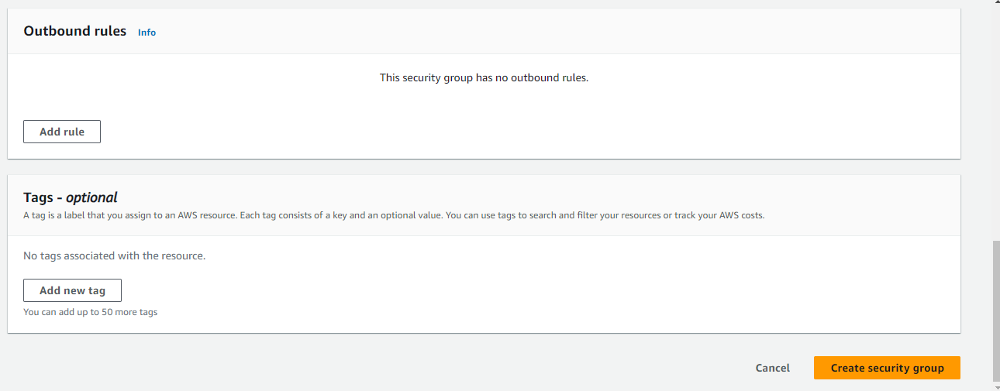 Outbound rules Info
This security group has no outbound rules.
Add rule
Tags - optional
A tag is a label that you assign to an AWS resource. Each tag consists of a key and an optional value. You can use tags to search and filter your resources or track your AWS costs.
No tags associated with the resource.
Add new tag
You can add up to 50 more tags
Cancel Create security group